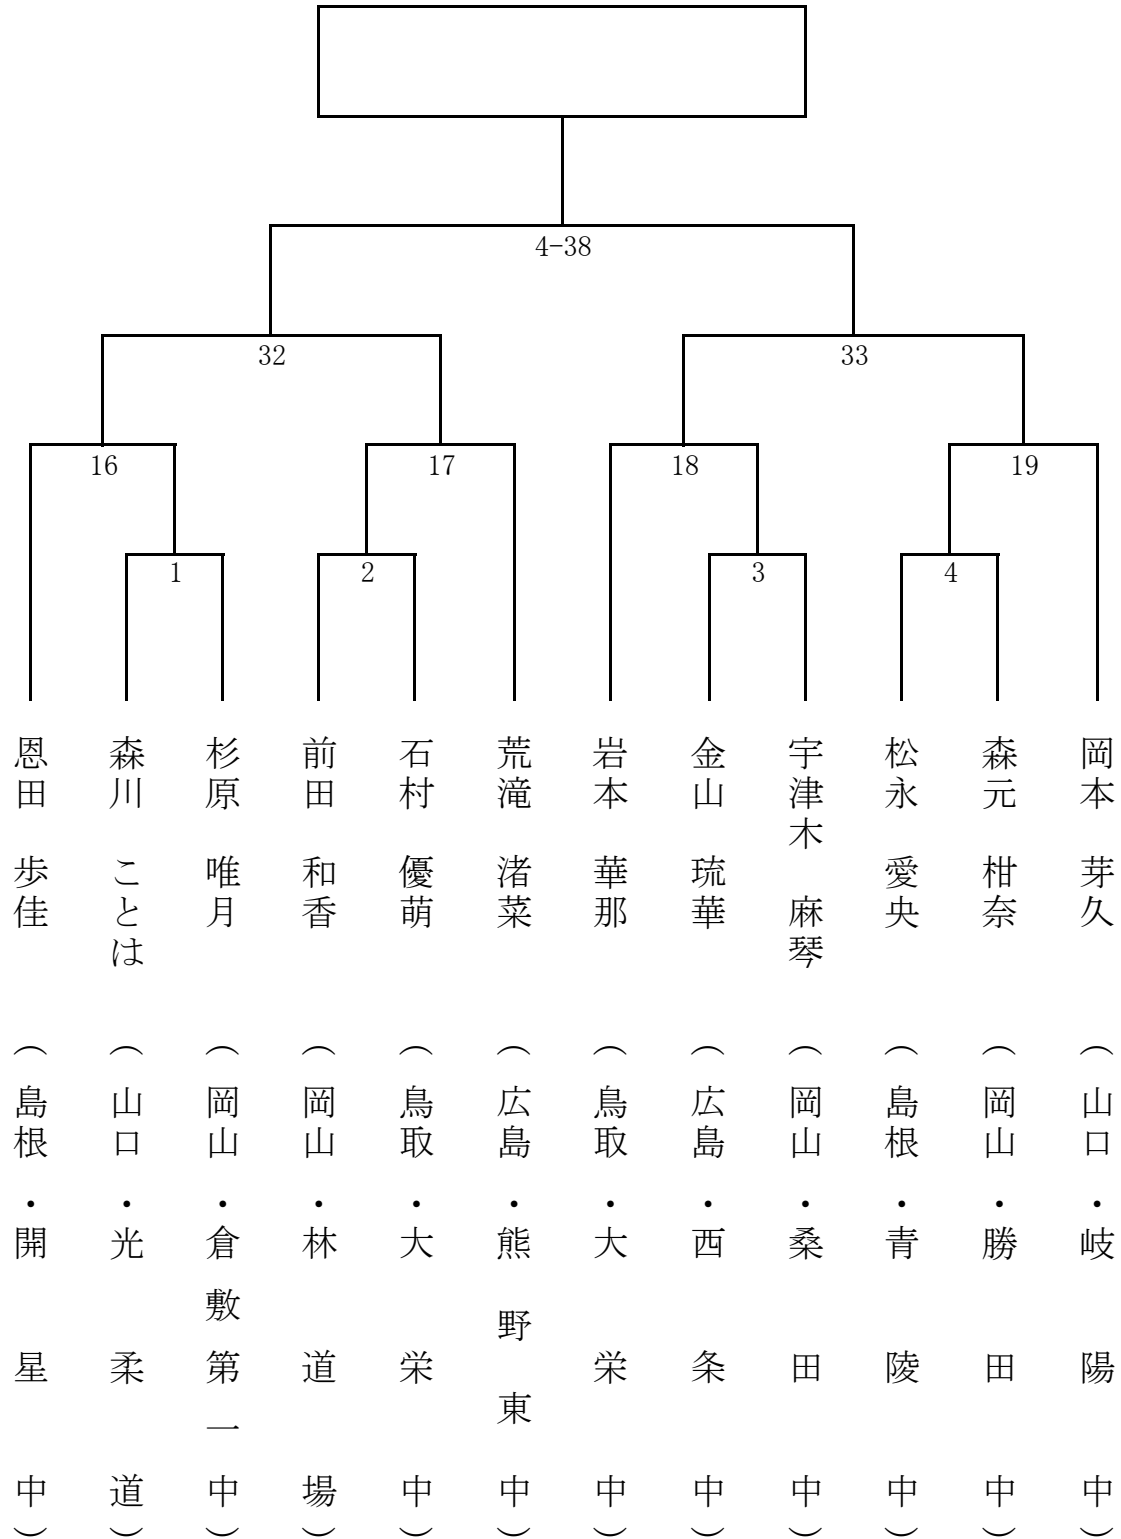 4-38
32
33
16
17
18
19
1
2
3
4
恩田 歩佳 （島根・開星中）
森川 ことは （山口・光柔道）
杉原 唯月 （岡山・倉敷第一中）
前田 和香 （岡山・林道場）
石村 優萌 （鳥取・大栄中）
荒滝 渚菜 （広島・熊野東中）
岩本 華那 （鳥取・大栄中）
金山 琉華 （広島・西条中）
宇津木 麻琴 （岡山・桑田中）
松永 愛央 （島根・青陵中）
森元 柑奈 （岡山・勝田中）
岡本 芽久 （山口・岐陽中）